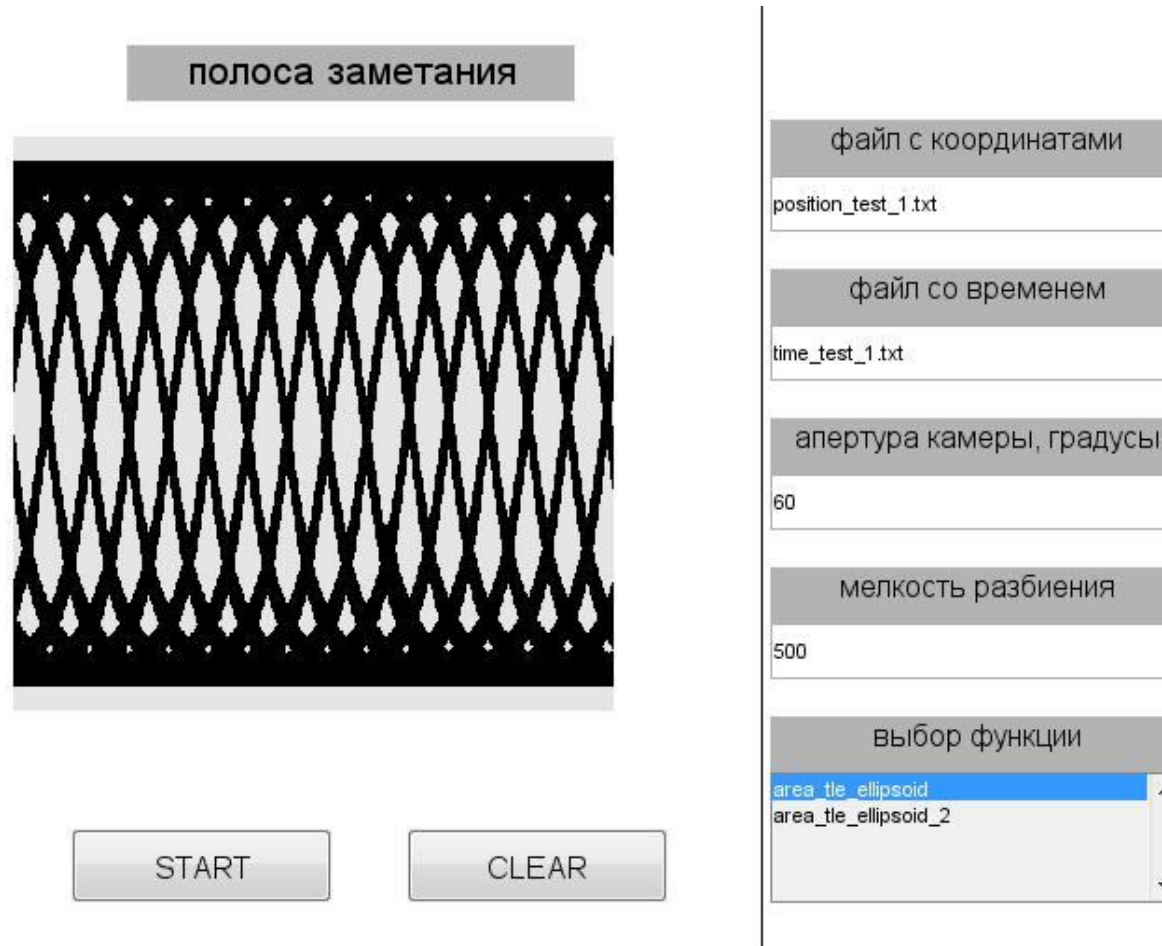 полоса заметания
START
CLEAR
файл с координатами
position_test_1.txt
файл со временем
time_test_1.txt
апертура камеры, градусы
60
мелкость разбиения
500
выбор функции
area_tle_ellipsoid
area_tle_ellipsoid_2